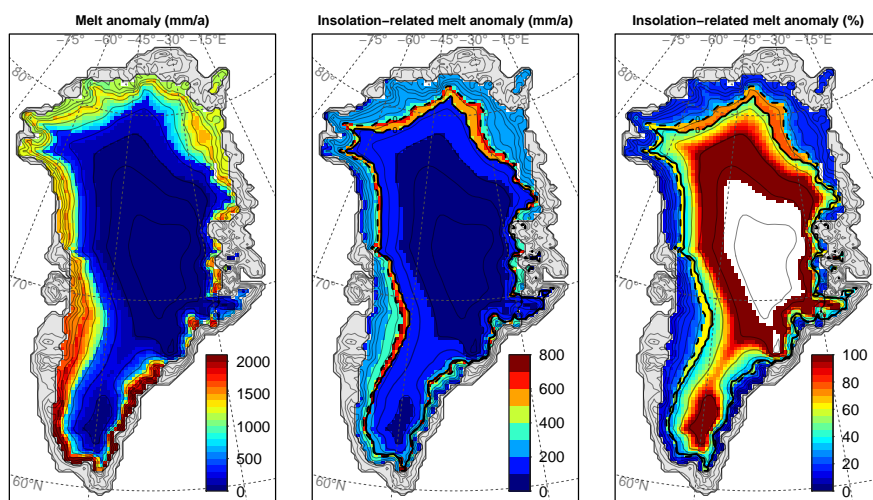 Melt anomaly (mm/a)
Insolation−related melt anomaly (mm/a)
Insolation−related melt anomaly (%)
−75° −60° −45° −30° −15°E
−75° −60° −45° −30° −15°E
−75° −60° −45° −30° −15°E
80°
80°
80°
70°
70°
70°
60°N
60°N
60°N
2000
1500
1000
500
0
800
600
400
200
0
100
80
60
40
20
0